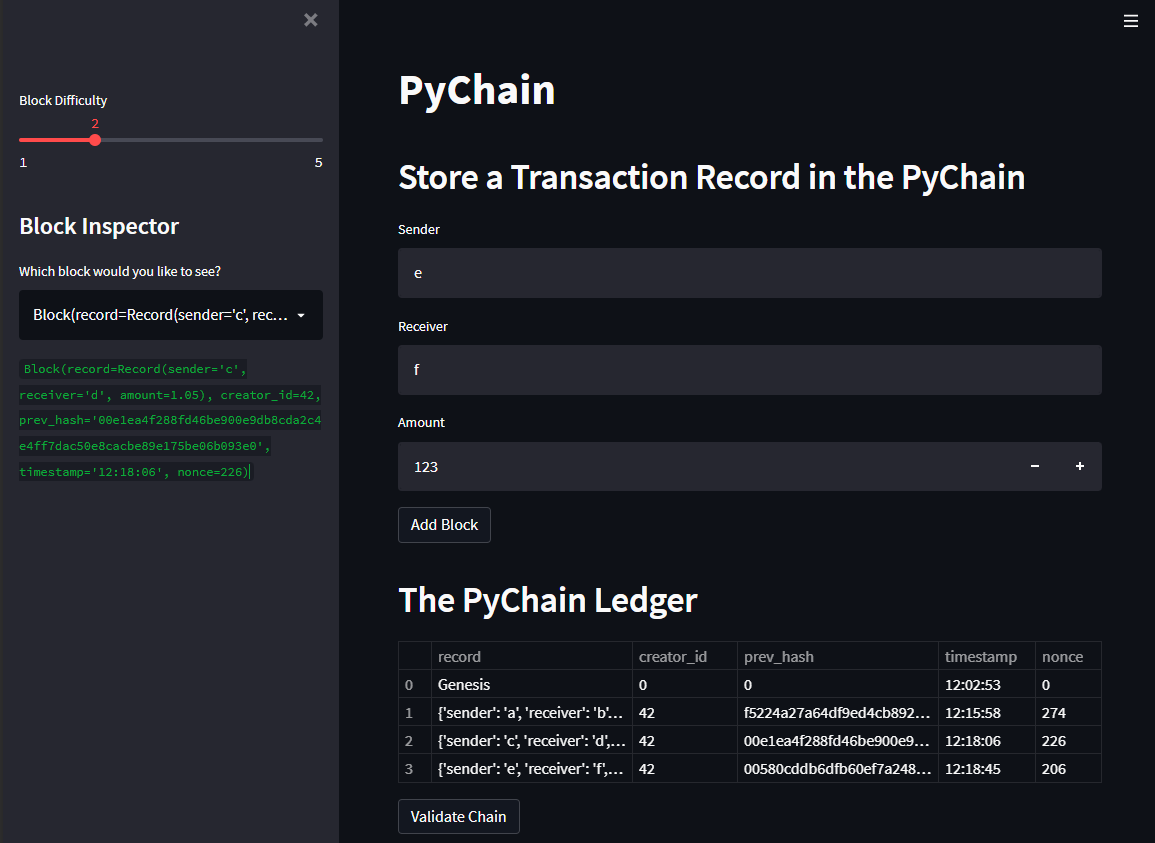 Block Difficulty
2
1 5
Block Inspector
Which block would you like to see?
Block(record=Record(sender='c', rec...
Block(record=Record(sender='c',
receiver='d', amount=1.05), creator_id=42,
prev_hash='00e1ea4f288fd46be900e9db8cda2c4
e4ff7dac50e8cacbe89e175be06b093e0',
timestamp='12:18:06', nonce=226)
PyChain
Store a Transaction Record in the PyChain
Sender
e
Receiver
f
Amount
123
Add Block
The PyChain Ledger
record creator_id prev_hash timestamp nonce
0 Genesis 0 0 12:02:53 0
1 {'sender': 'a', 'receiver': 'b'... 42 f5224a27a64df9ed4cb892... 12:15:58 274
2 {'sender': 'c', 'receiver': 'd',... 42 00e1ea4f288fd46be900e9... 12:18:06 226
3 {'sender': 'e', 'receiver': 'f',... 42 00580cddb6dfb60ef7a248... 12:18:45 206
Validate Chain